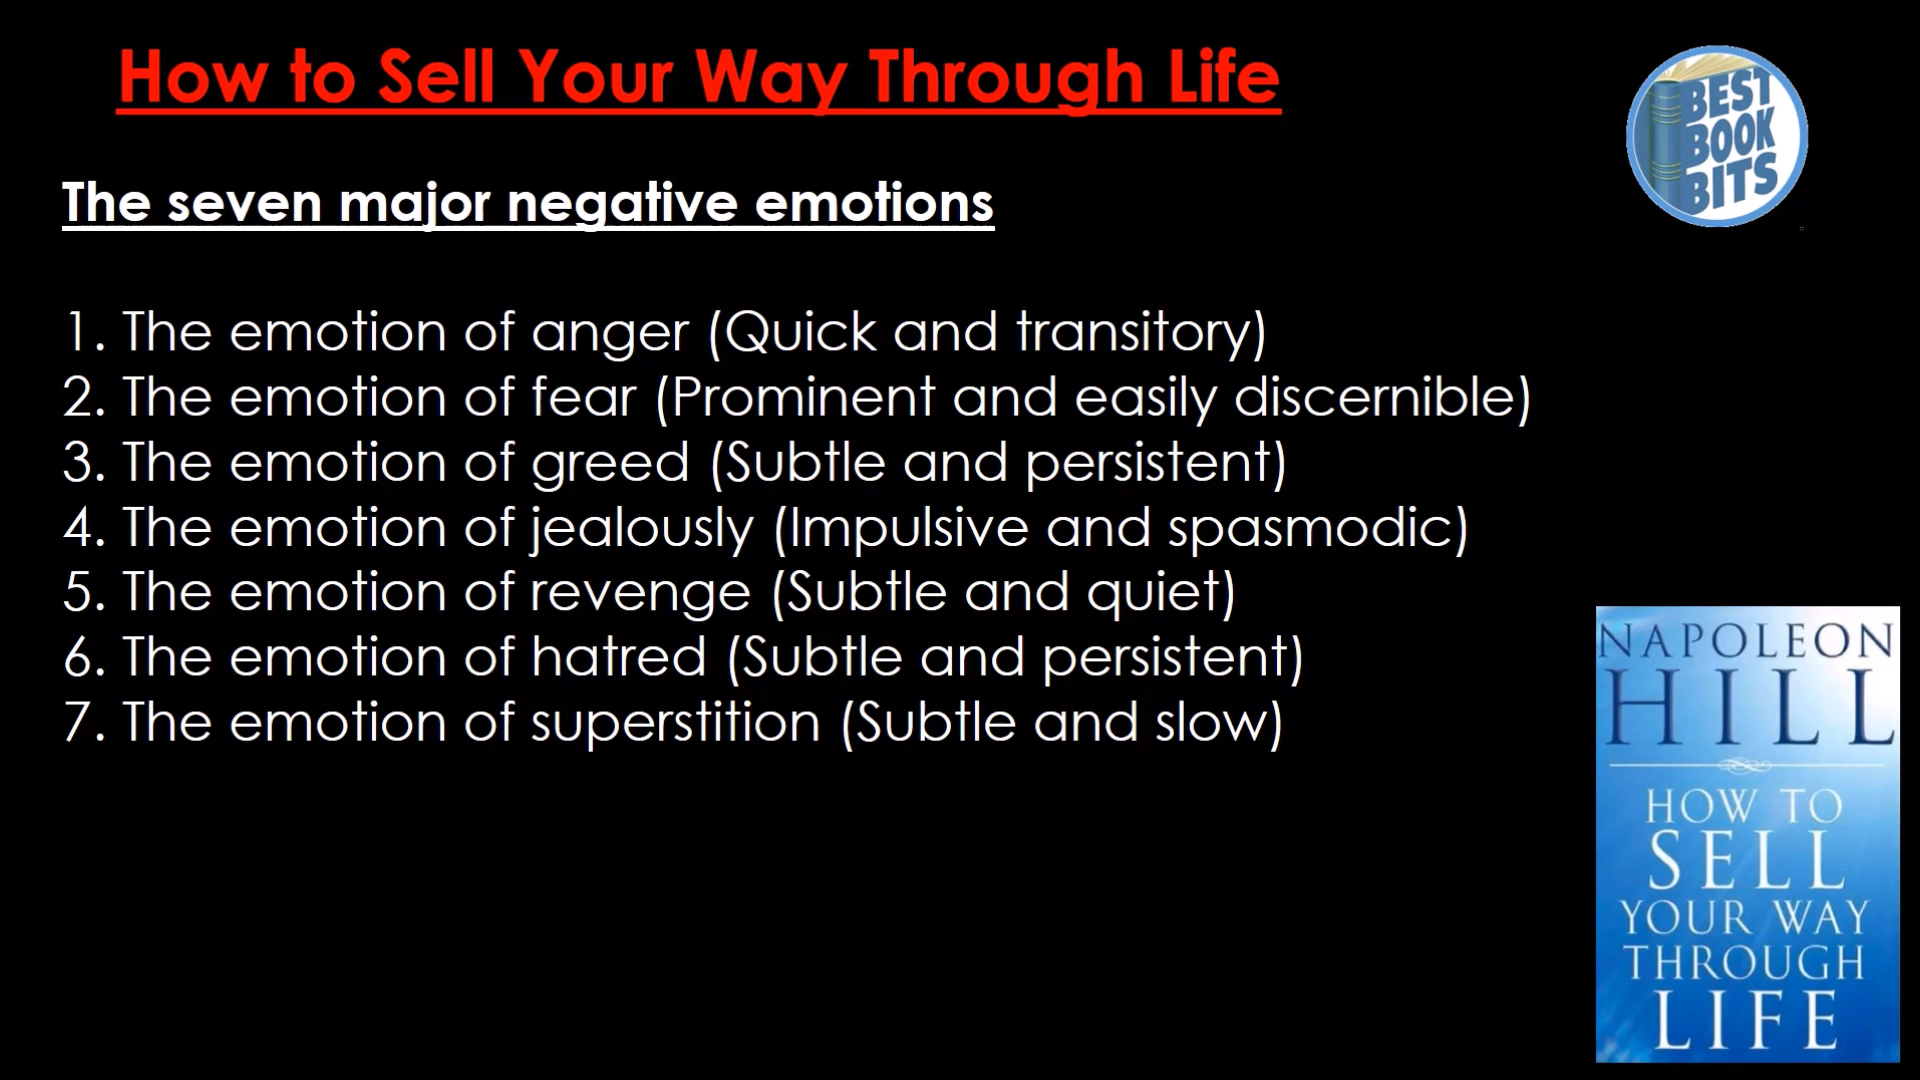 How to Sell Your Way Through Life
BEST
BOOK
BITS
The seven major negative emotions
1. The emotion of anger (Quick and transitory)
2. The emotion of fear (Prominent and easily discernible)
3. The emotion of greed (Subtle and persistent)
4. The emotion of jealously (Impulsive and spasmodic)
5. The emotion of revenge (Subtle and quiet)
6. The emotion of hatred (Subtle and persistent)
7. The emotion of superstition (Subtle and slow)
NAPOLEON
HILL
HOW TO
SELL
YOUR WAY
THROUGH
LIFE